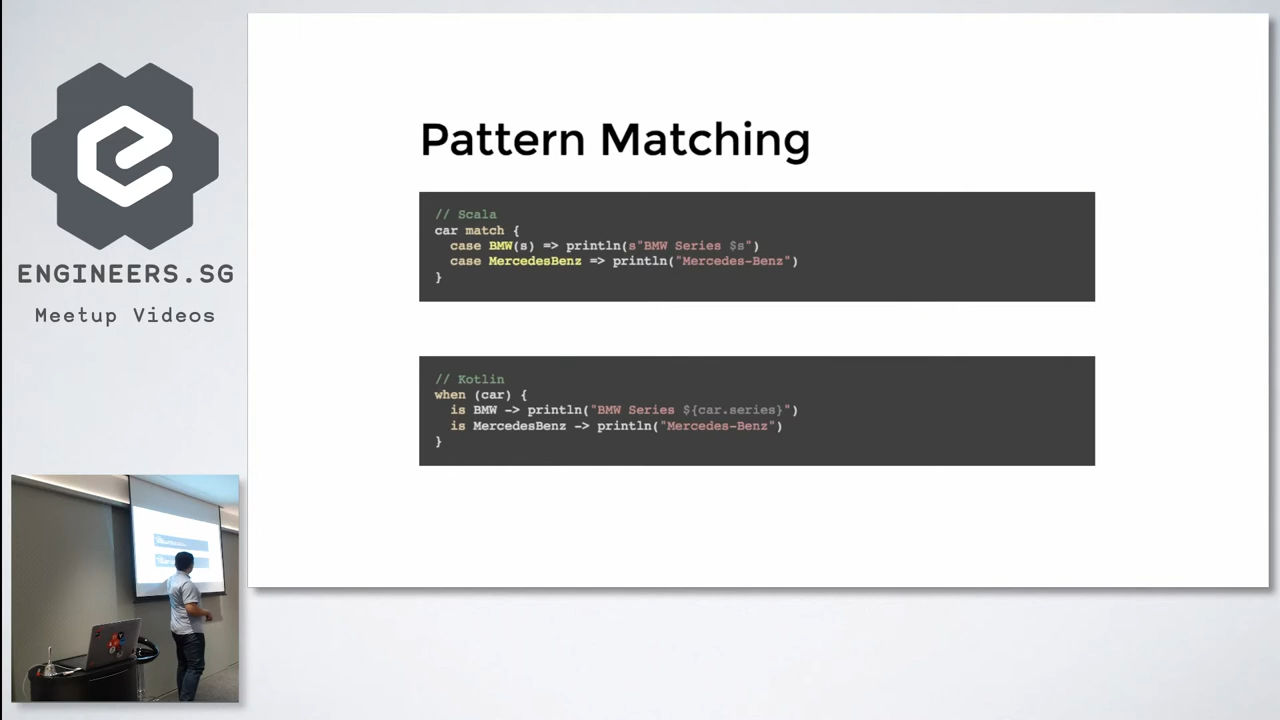 ENGINEERS.SG
Meetup Videos
Pattern Matching
// Scala
car match {
  case BMW(s) => println(s"BMW Series $s")
  case MercedesBenz => println("Mercedes-Benz")
}
// Kotlin
when (car) {
  is BMW -> println("BMW Series ${car.series}")
  is MercedesBenz -> println("Mercedes-Benz")
}